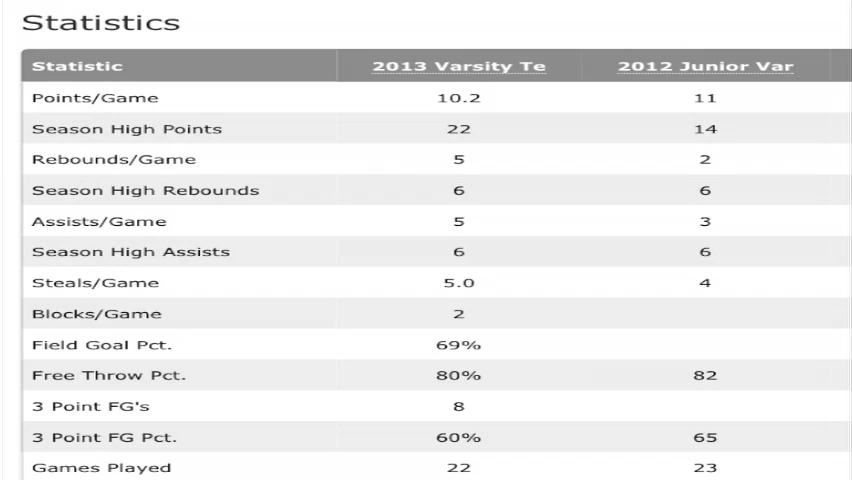 Statistics
Statistic 2013 Varsity Te 2012 Junior Var
Points/Game 10.2 11
Season High Points 22 14
Rebounds/Game 5 2
Season High Rebounds 6 6
Assists/Game 5 3
Season High Assists 6 6
Steals/Game 5.0 4
Blocks/Game 2
Field Goal Pct. 69%
Free Throw Pct. 80% 82
3 Point FG's 8
3 Point FG Pct. 60% 65
Games Played 22 23